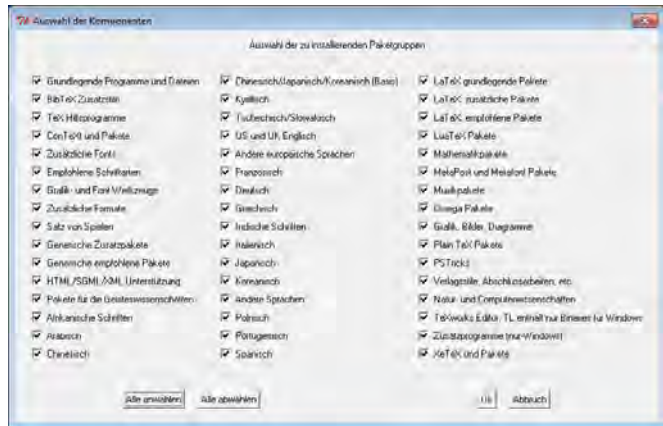 Auswahl der Komponenten
Auswahl der zu installierenden Paketgruppen
Grundlegende Programme und Dateien
BibTeX Zusatzstile
TeX Hilfsprogramme
ConTeXt und Pakete
Zusätzliche Fonts
Empfohlene Schriftarten
Grafik- und Font Werkzeuge
Zusätzliche Formate
Satz von Spielen
Generische Zusatzpakete
Generische empfohlene Pakete
HTML/SGML/XML Unterstützung
Pakete für die Geisteswissenschaften
Afrikanische Schriften
Arabisch
Chinesisch
Chinesisch/Japanisch/Koreanisch (Base)
Kyrillisch
Tschechisch/Slowakisch
US und UK Englisch
Andere europäische Sprachen
Französisch
Deutsch
Griechisch
Indische Schriften
Italienisch
Japanisch
Koreanisch
Andere Sprachen
Polnisch
Portugiesisch
Spanisch
LaTeX grundlegende Pakete
LaTeX zusätzliche Pakete
LaTeX empfohlene Pakete
LuaTeX Pakete
Mathematikpakete
MetaPost und Metafont Pakete
Musikpakete
Omega Pakete
Grafik, Bilder, Diagramme
Plain TeX Pakete
PSTricks
Verlagsstile, Abschlussarbeiten, etc.
Natur- und Computerwissenschaften
TeXworks Editor; TL enthält nur Binaries für Windows
Zusatzprogramme (nur Windows)
XeTeX und Pakete
Alle anwählen Alle abwählen Ok Abbruch